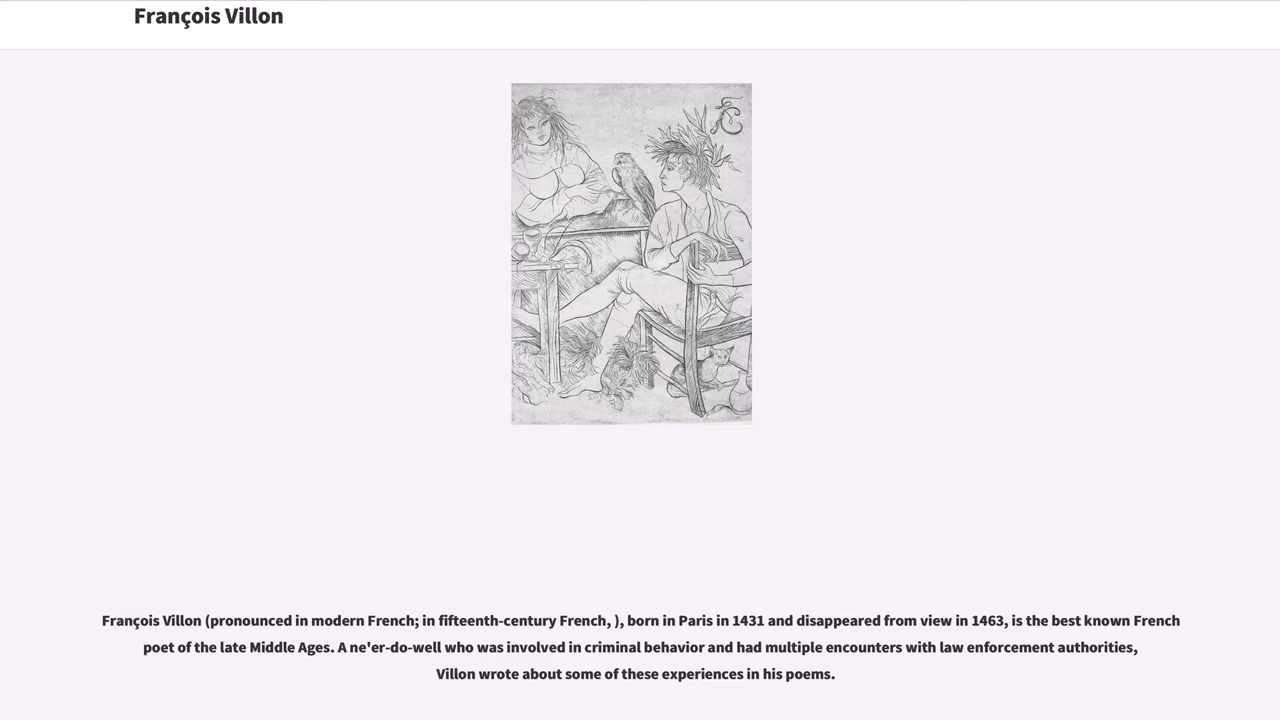 François Villon
François Villon (pronounced in modern French; in fifteenth-century French, ), born in Paris in 1431 and disappeared from view in 1463, is the best known French
poet of the late Middle Ages. A ne'er-do-well who was involved in criminal behavior and had multiple encounters with law enforcement authorities,
Villon wrote about some of these experiences in his poems.